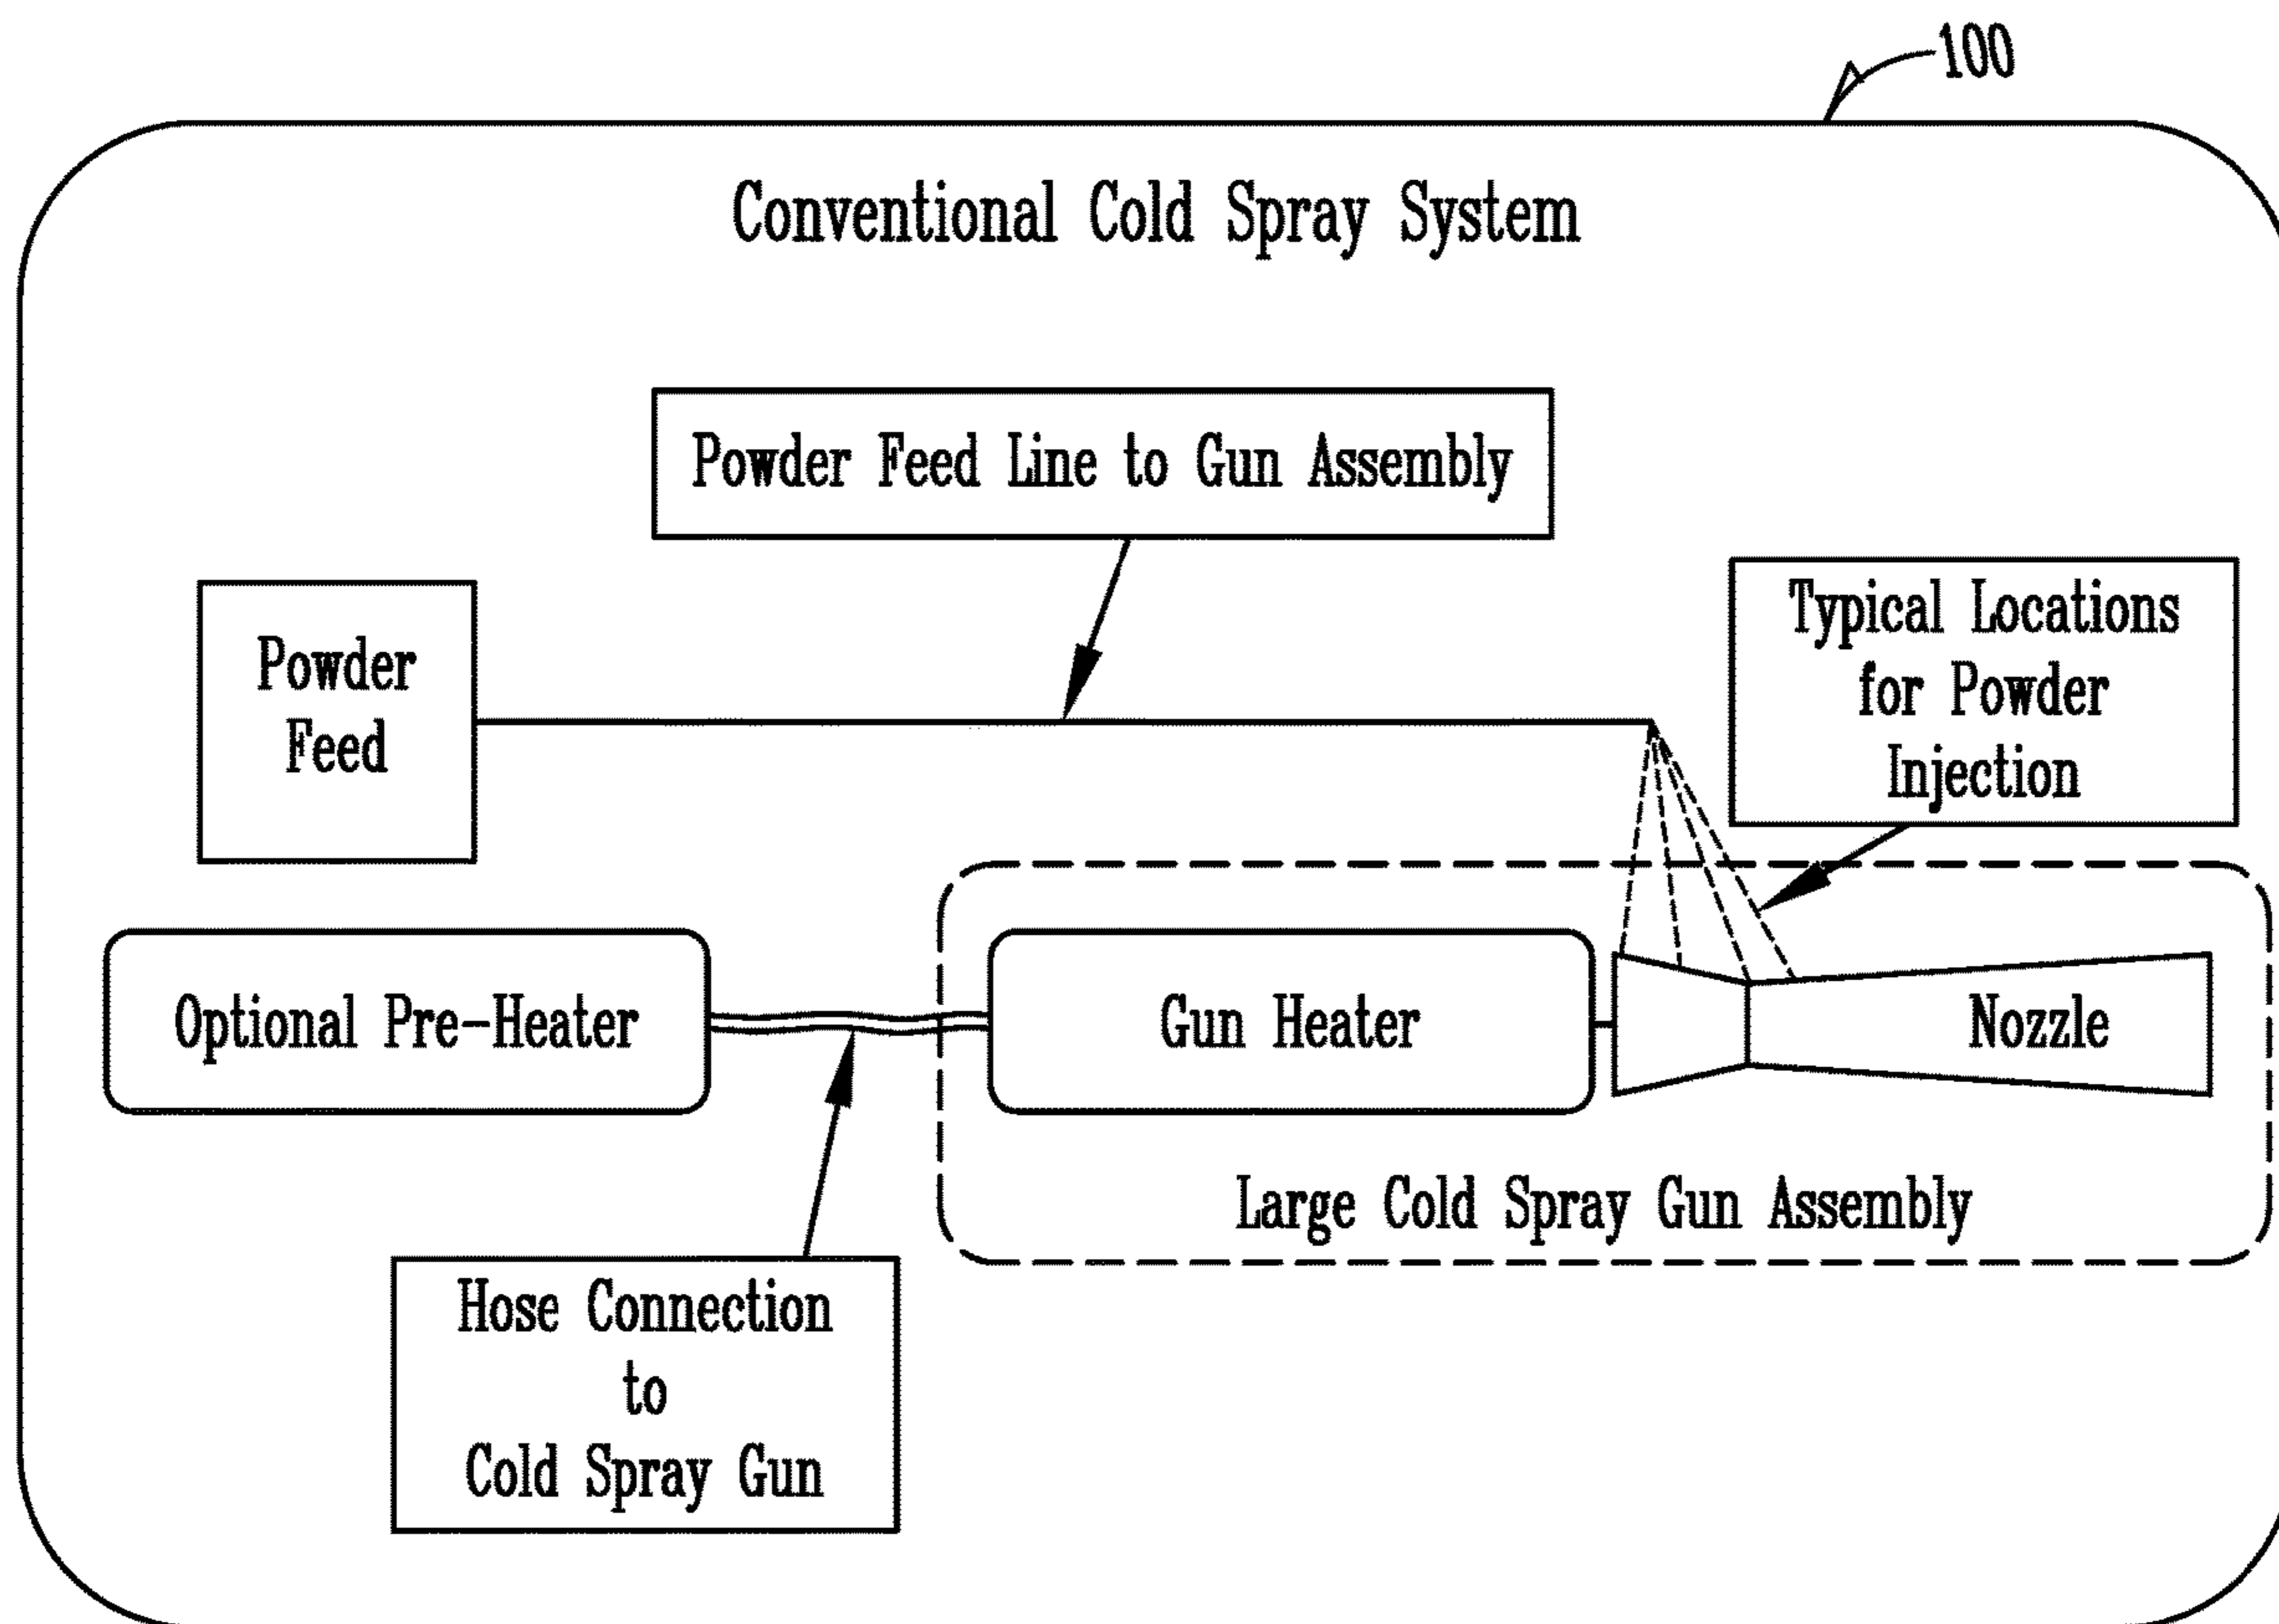 100
Conventional Cold Spray System
Powder Feed Line to Gun Assembly
Typical Locations
for Powder
Injection
Powder
Feed
Optional Pre-Heater
Gun Heater
Nozzle
Large Cold Spray Gun Assembly
Hose Connection
to
Cold Spray Gun